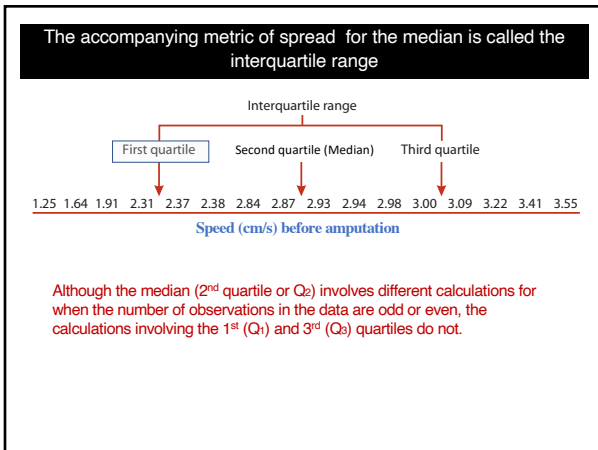 The accompanying metric of spread for the median is called the
interquartile range
Interquartile range
First quartile Second quartile (Median) Third quartile
1.25 1.64 1.91 2.31 2.37 2.38 2.84 2.87 2.93 2.94 2.98 3.00 3.09 3.22 3.41 3.55
Speed (cm/s) before amputation
Although the median (2nd quartile or Q₂) involves different calculations for
when the number of observations in the data are odd or even, the
calculations involving the 1st (Q₁) and 3rd (Q₃) quartiles do not.